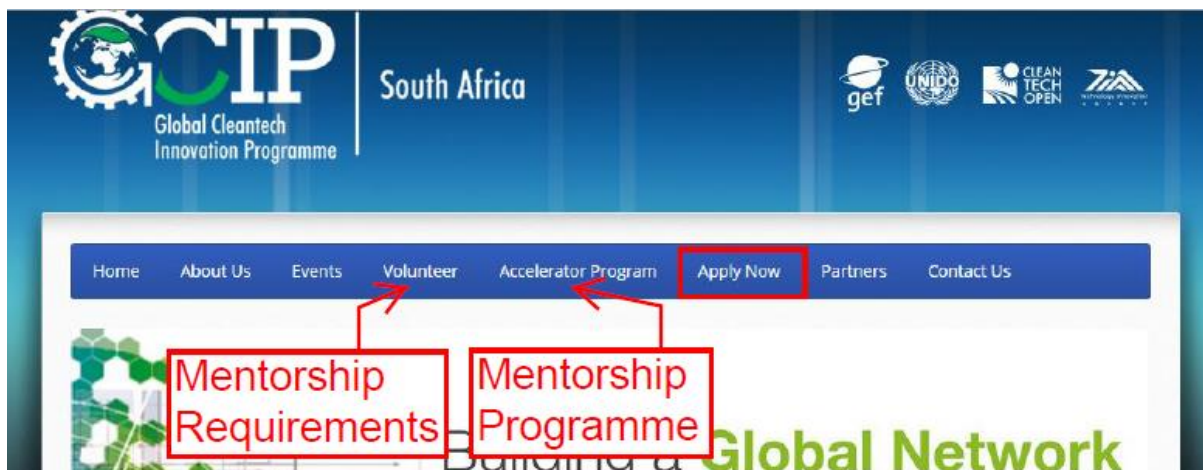 GCIP
Global Cleantech
Innovation Programme
South Africa
gef
UNIDO
CLEAN
TECH
OPEN
Home About Us Events Volunteer Accelerator Program Apply Now Partners Contact Us
Mentorship
Requirements
Mentorship
Programme
Building a Global Network